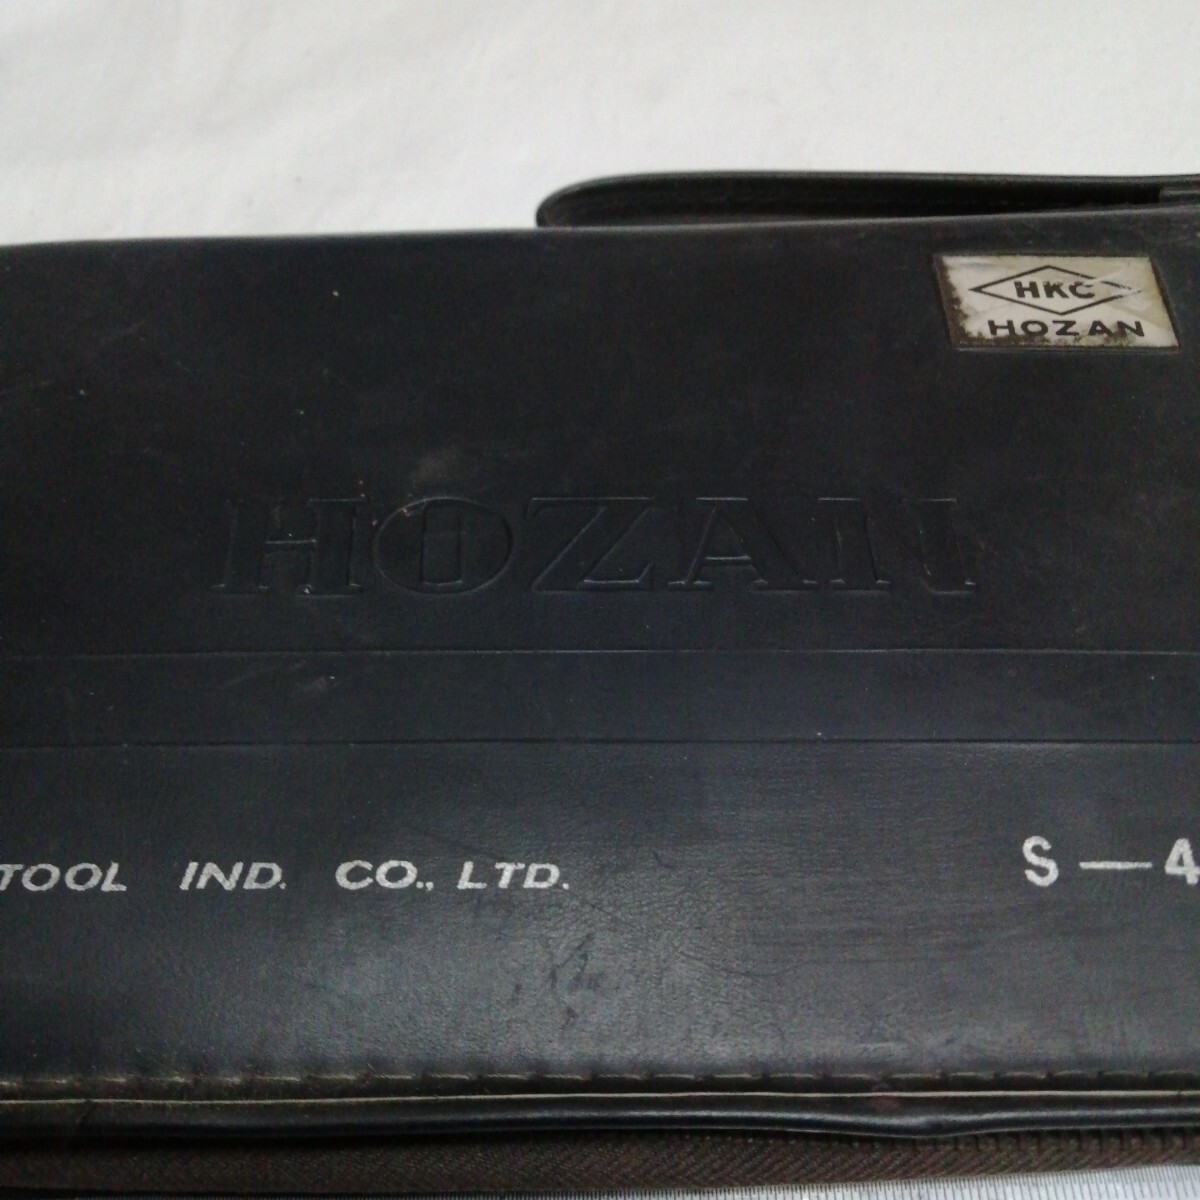 HKC
HOZAN
HOZAN
TOOL IND. CO., LTD.
S-4